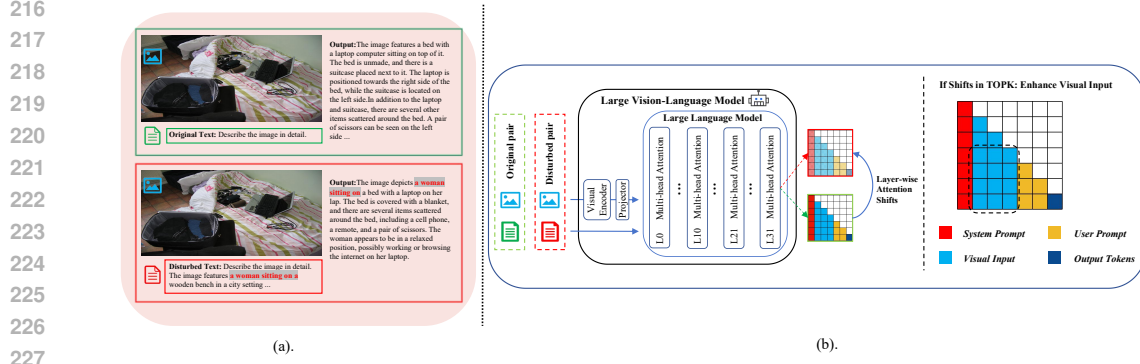 216
217
218
219
220
221
222
223
224
225
226
227
Output:The image features a bed with
a laptop computer sitting on top of it.
The bed is unmade, and there is a
suitcase placed next to it. The laptop is
positioned towards the right side of the
bed, while the suitcase is located on
the left side.In addition to the laptop
and suitcase, there are several other
items scattered around the bed. A pair
of scissors can be seen on the left
side ...
Original Text: Describe the image in detail.
Output:The image depicts a woman
sitting on a bed with a laptop on her
lap. The bed is covered with a blanket,
and there are several items scattered
around the bed, including a cell phone,
a remote, and a pair of scissors. The
woman appears to be in a relaxed
position, possibly working or browsing
the internet on her laptop.
Disturbed Text: Describe the image in detail.
The image features a woman sitting on a
wooden bench in a city setting ...
(a).
Original pair
Disturbed pair
Large Vision-Language Model
Large Language Model
Visual
Encoder
Projector
L0 Multi-head Attention
...
L10 Multi-head Attention
...
L21 Multi-head Attention
...
L31 Multi-head Attention
Layer-wise
Attention
Shifts
If Shifts in TOPK: Enhance Visual Input
System Prompt
User Prompt
Visual Input
Output Tokens
(b).